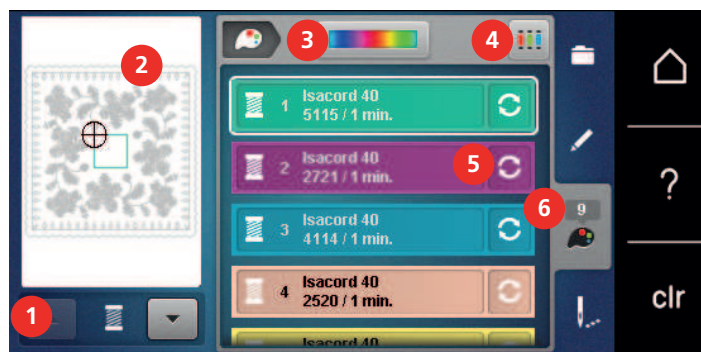 3
4
2
1 Isacord 40
5115 / 1 min.
2 Isacord 40
2721 / 1 min.
5
?
6
9
3 Isacord 40
4114 / 1 min.
4 Isacord 40
2520 / 1 min.
1
clr
Isacord 40